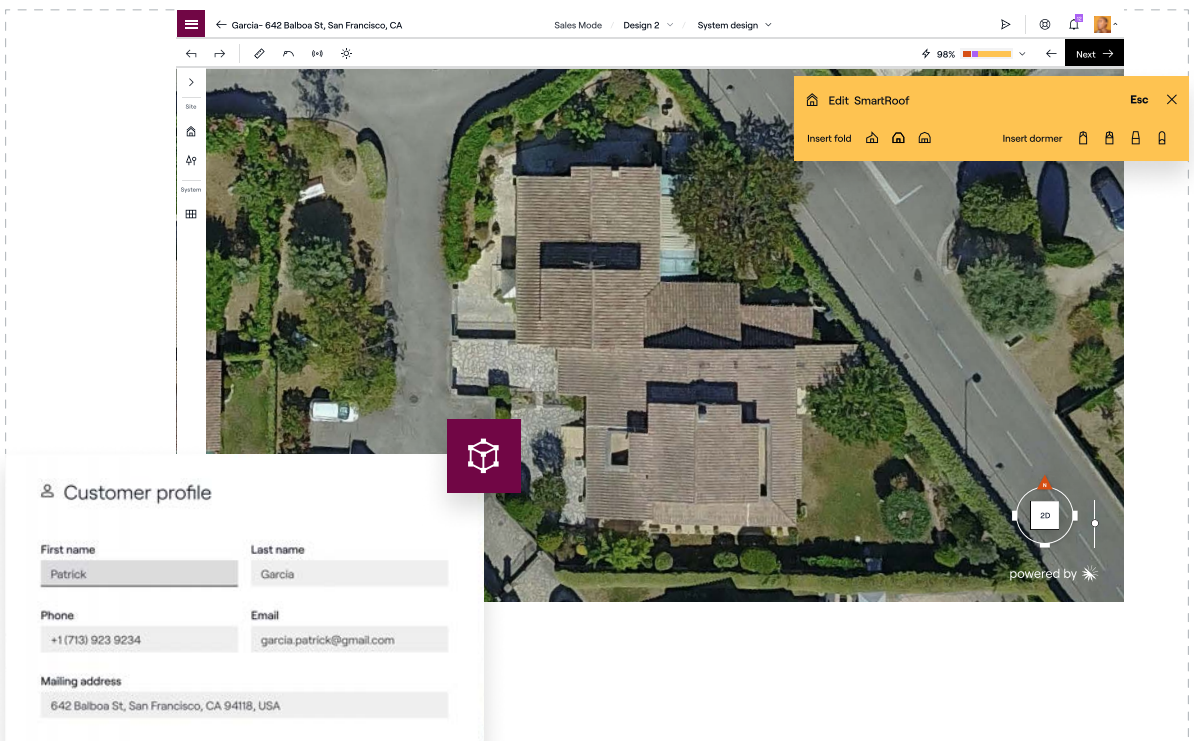 Garcia- 642 Balboa St, San Francisco, CA
Sales Mode / Design 2 / System design
98%
Next
Edit SmartRoof
Esc
Insert fold
Insert dormer
Site
System
N
2D
powered by
Customer profile
First name
Last name
Patrick
Garcia
Phone
Email
+1 (713) 923 9234
garcia.patrick@gmail.com
Mailing address
642 Balboa St, San Francisco, CA 94118, USA